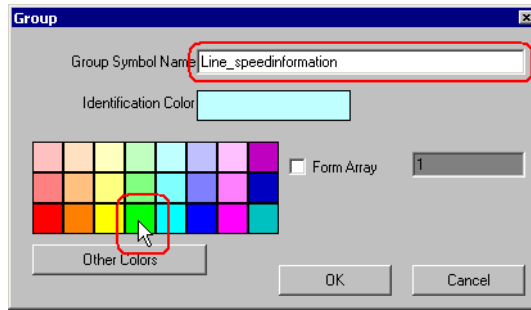 Group
Group Symbol Name Line_speedinformation
Identification Color
Form Array 1
Other Colors
OK Cancel